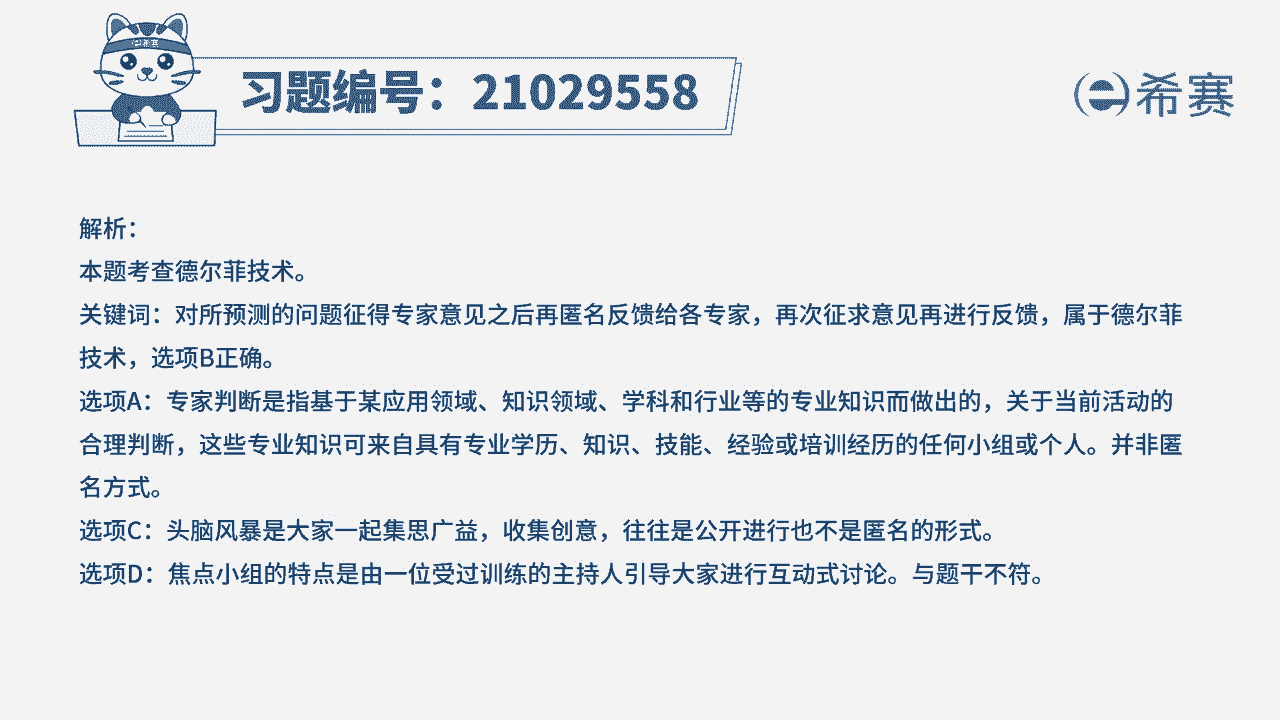 习题编号：21029558
希赛
解析：
本题考查德尔菲技术。
关键词：对所预测的问题征得专家意见之后再匿名反馈给各专家，再次征求意见再进行反馈，属于德尔菲
技术，选项B正确。
选项A：专家判断是指基于某应用领域、知识领域、学科和行业等的专业知识而做出的，关于当前活动的
合理判断，这些专业知识可来自具有专业学历、知识、技能、经验或培训经历的任何小组或个人。并非匿
名方式。
选项C：头脑风暴是大家一起集思广益，收集创意，往往是公开进行也不是匿名的形式。
选项D：焦点小组的特点是由一位受过训练的主持人引导大家进行互动式讨论。与题干不符。